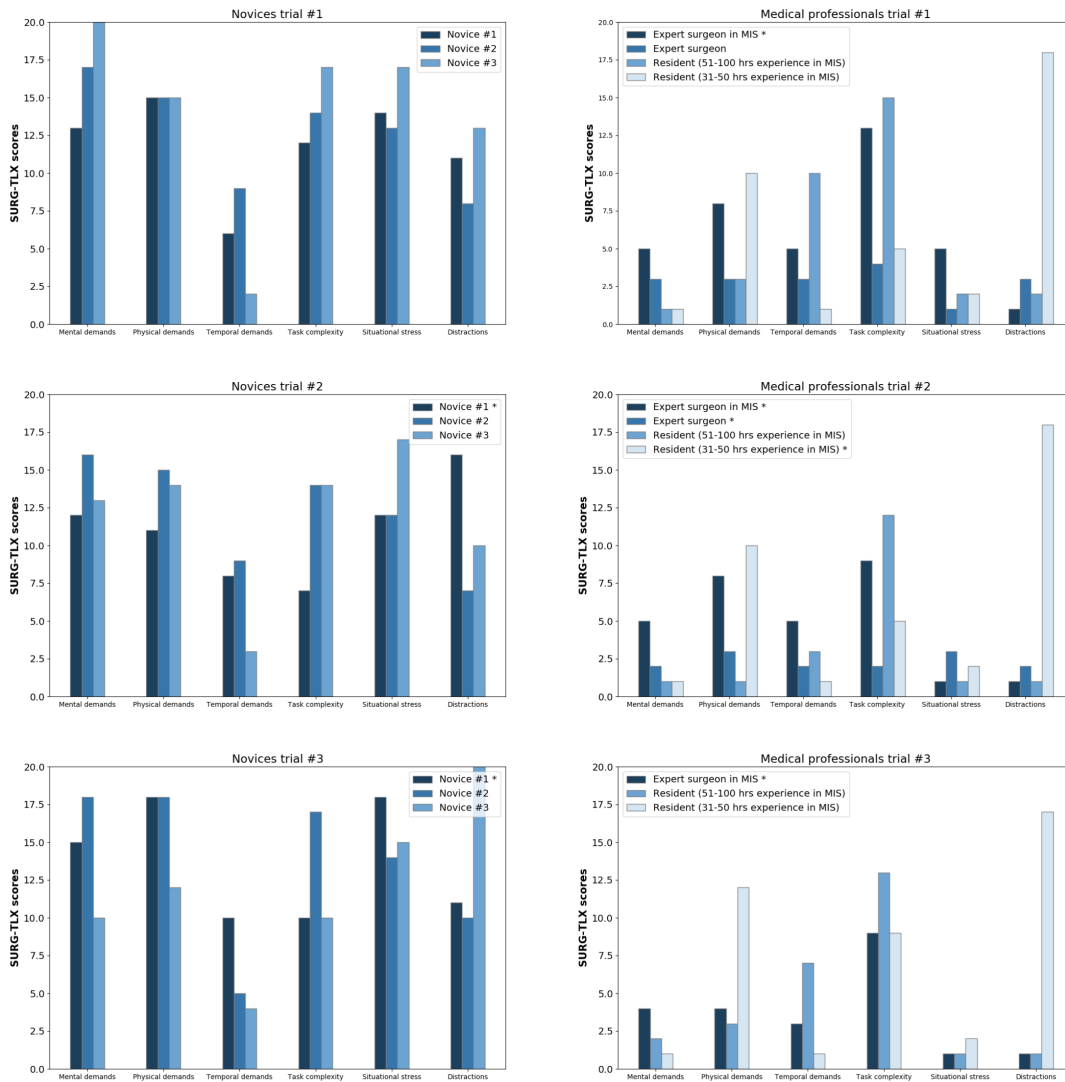 Novices trial #1
SURG-TLX scores
20.0
17.5
15.0
12.5
10.0
7.5
5.0
2.5
0.0
Novice #1
Novice #2
Novice #3
Mental demands Physical demands Temporal demands Task complexity Situational stress Distractions
Medical professionals trial #1
SURG-TLX scores
20.0
17.5
15.0
12.5
10.0
7.5
5.0
2.5
0.0
Expert surgeon in MIS *
Expert surgeon
Resident (51-100 hrs experience in MIS)
Resident (31-50 hrs experience in MIS)
Mental demands Physical demands Temporal demands Task complexity Situational stress Distractions
Novices trial #2
SURG-TLX scores
20.0
17.5
15.0
12.5
10.0
7.5
5.0
2.5
0.0
Novice #1 *
Novice #2
Novice #3
Mental demands Physical demands Temporal demands Task complexity Situational stress Distractions
Medical professionals trial #2
SURG-TLX scores
20.0
17.5
15.0
12.5
10.0
7.5
5.0
2.5
0.0
Expert surgeon in MIS *
Expert surgeon *
Resident (51-100 hrs experience in MIS)
Resident (31-50 hrs experience in MIS) *
Mental demands Physical demands Temporal demands Task complexity Situational stress Distractions
Novices trial #3
SURG-TLX scores
20.0
17.5
15.0
12.5
10.0
7.5
5.0
2.5
0.0
Novice #1 *
Novice #2
Novice #3
Mental demands Physical demands Temporal demands Task complexity Situational stress Distractions
Medical professionals trial #3
SURG-TLX scores
20.0
17.5
15.0
12.5
10.0
7.5
5.0
2.5
0.0
Expert surgeon in MIS *
Resident (51-100 hrs experience in MIS)
Resident (31-50 hrs experience in MIS)
Mental demands Physical demands Temporal demands Task complexity Situational stress Distractions